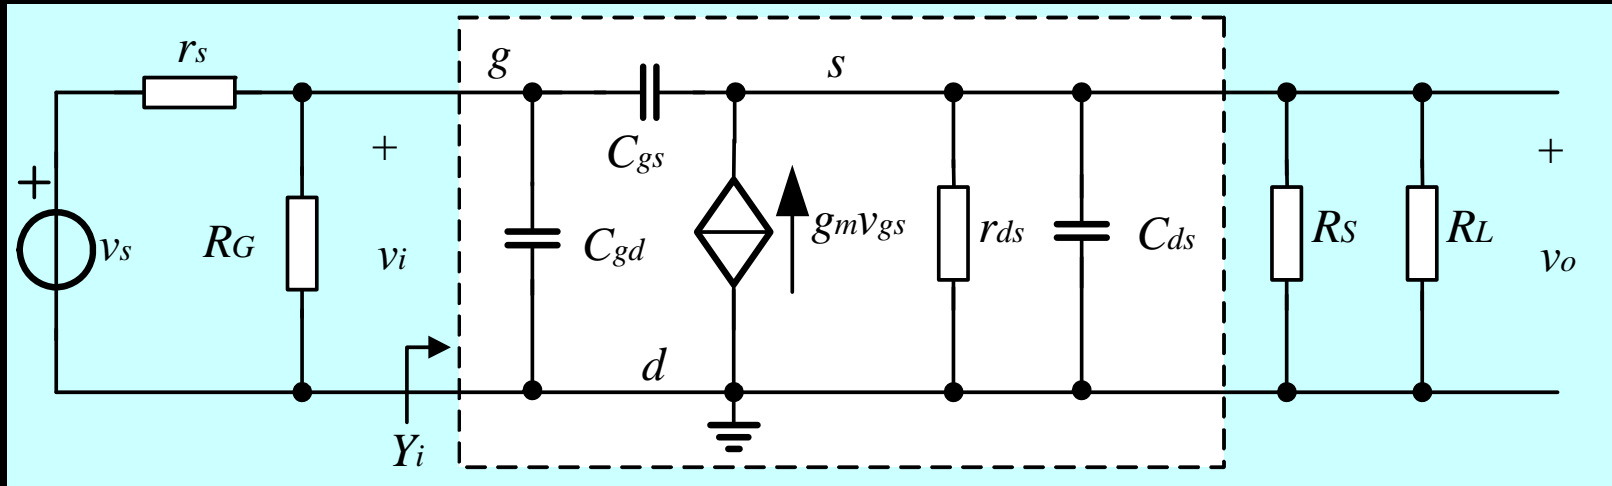 rs
g
s
+
+
+
Cgs
vs
RG
vi
Cgd
gmvgs
rds
Cds
RS
RL
vo
d
Yi